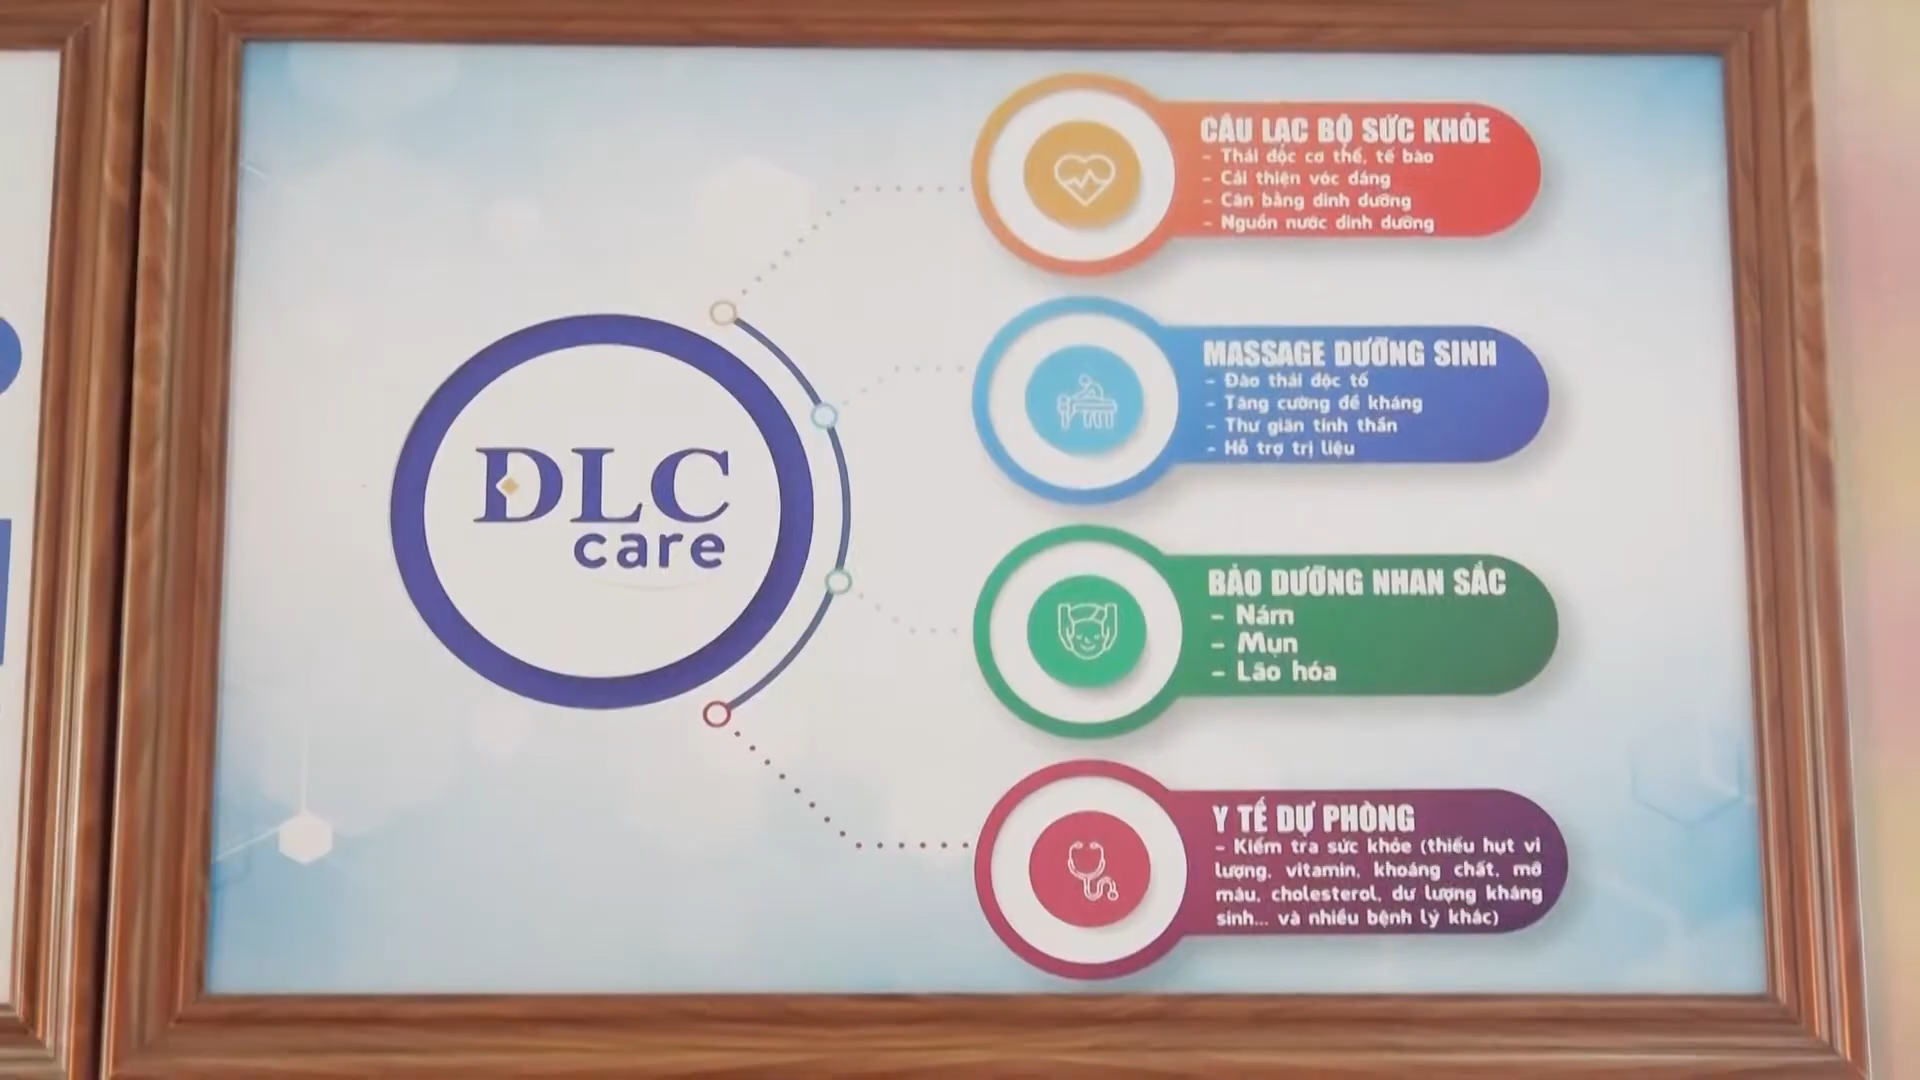 DLC
care
CÂU LẠC BỘ SỨC KHỎE
- Thải độc cơ thể, tế bào
- Cải thiện vóc dáng
- Cân bằng dinh dưỡng
- Nguồn nước dinh dưỡng
MASSAGE DƯỠNG SINH
- Đào thải độc tố
- Tăng cường đề kháng
- Thư giãn tinh thần
- Hỗ trợ trị liệu
BẢO DƯỠNG NHAN SẮC
- Nám
- Mụn
- Lão hóa
Y TẾ DỰ PHÒNG
- Kiểm tra sức khỏe (thiếu hụt vi
lượng, vitamin, khoáng chất, mỡ
máu, cholesterol, dư lượng kháng
sinh... và nhiều bệnh lý khác)